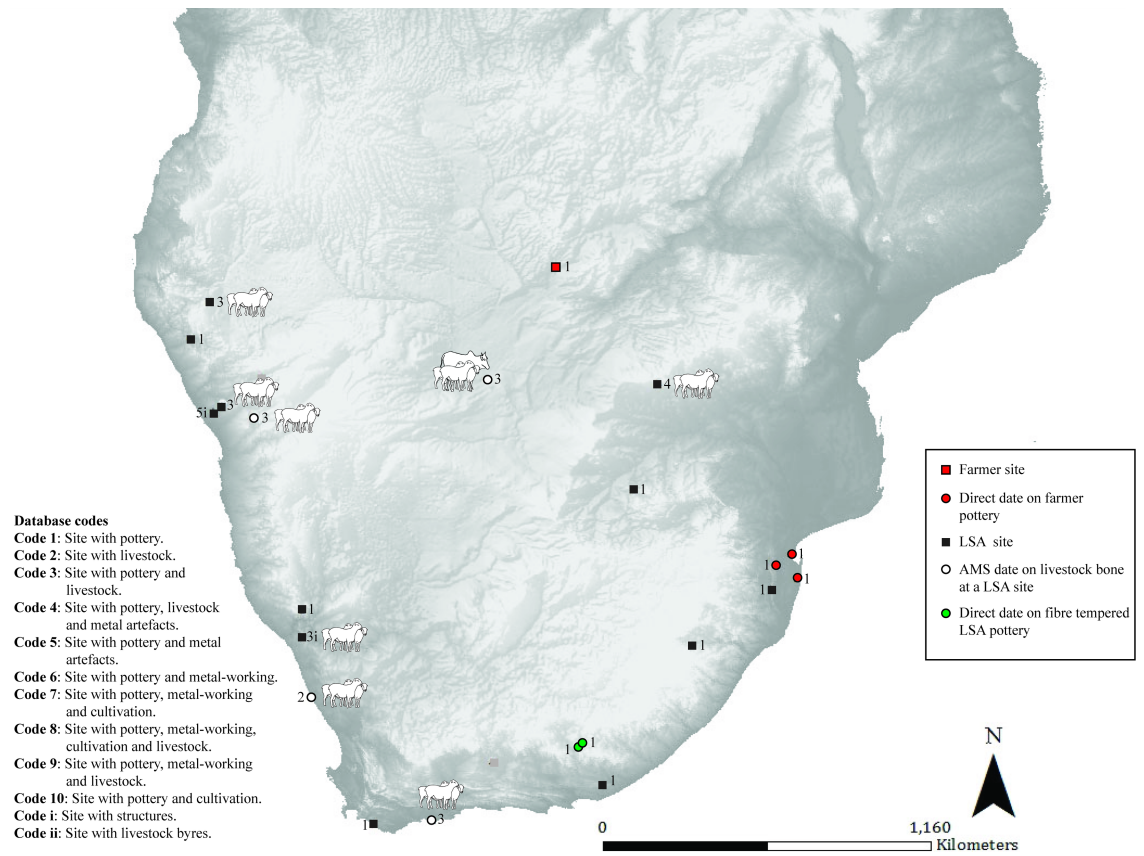 1
3
1
3
4
3
5i
3
1
1
1
1
1
1
3i
1
2
1
1
1
3
1
Database codes
Code 1: Site with pottery.
Code 2: Site with livestock.
Code 3: Site with pottery and
livestock.
Code 4: Site with pottery, livestock
and metal artefacts.
Code 5: Site with pottery and metal
artefacts.
Code 6: Site with pottery and metal-working.
Code 7: Site with pottery, metal-working
and cultivation.
Code 8: Site with pottery, metal-working,
cultivation and livestock.
Code 9: Site with pottery, metal-working
and livestock.
Code 10: Site with pottery and cultivation.
Code i: Site with structures.
Code ii: Site with livestock byres.
Farmer site
Direct date on farmer
pottery
LSA site
AMS date on livestock bone
at a LSA site
Direct date on fibre tempered
LSA pottery
N
0 1,160
Kilometers